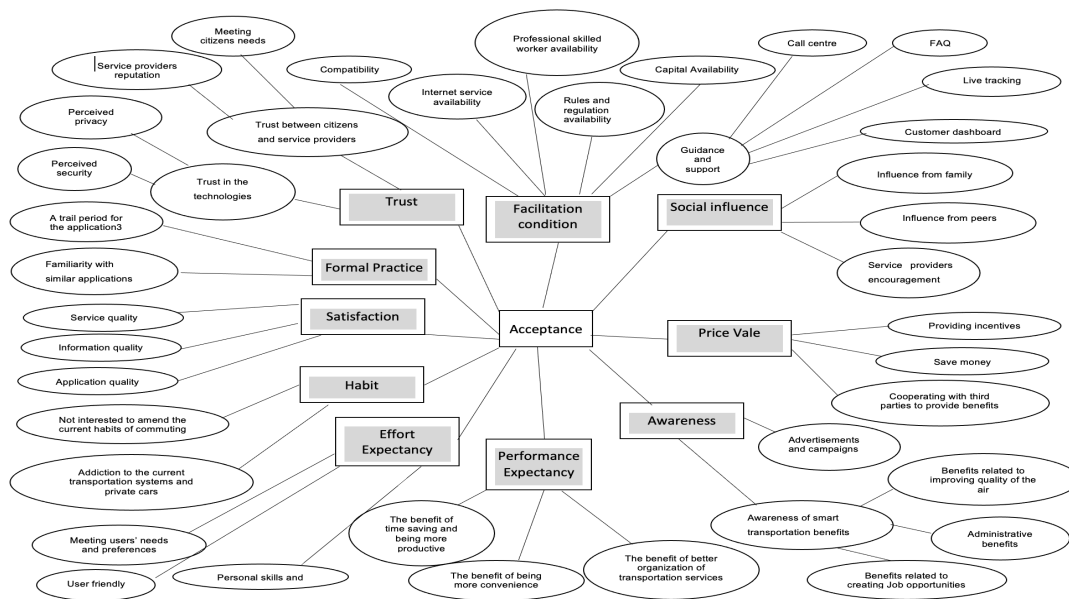 Meeting
citizens needs
Service providers
reputation
Perceived
privacy
Perceived
security
Trust between citizens
and service providers
Trust in the
technologies
A trail period for
the application3
Familiarity with
similar applications
Service quality
Information quality
Application quality
Not interested to amend the
current habits of commuting
Addiction to the current
transportation systems and
private cars
Meeting users’ needs
and preferences
User friendly
Personal skills and
Compatibility
Internet service
availability
Professional skilled
worker availability
Rules and
regulation
availability
Capital Availability
Guidance
and
support
Call centre
FAQ
Live tracking
Customer dashboard
Influence from family
Influence from peers
Service providers
encouragement
Trust
Facilitation
condition
Social influence
Formal Practice
Satisfaction
Habit
Effort
Expectancy
Acceptance
Performance
Expectancy
Price Vale
Awareness
Providing incentives
Save money
Cooperating with third
parties to provide benefits
Advertisements
and campaigns
Awareness of smart
transportation benefits
Benefits related to
improving quality of the
air
Administrative
benefits
Benefits related to
creating Job opportunities
The benefit of
time saving and
being more
productive
The benefit of being
more convenience
The benefit of better
organization of
transportation services